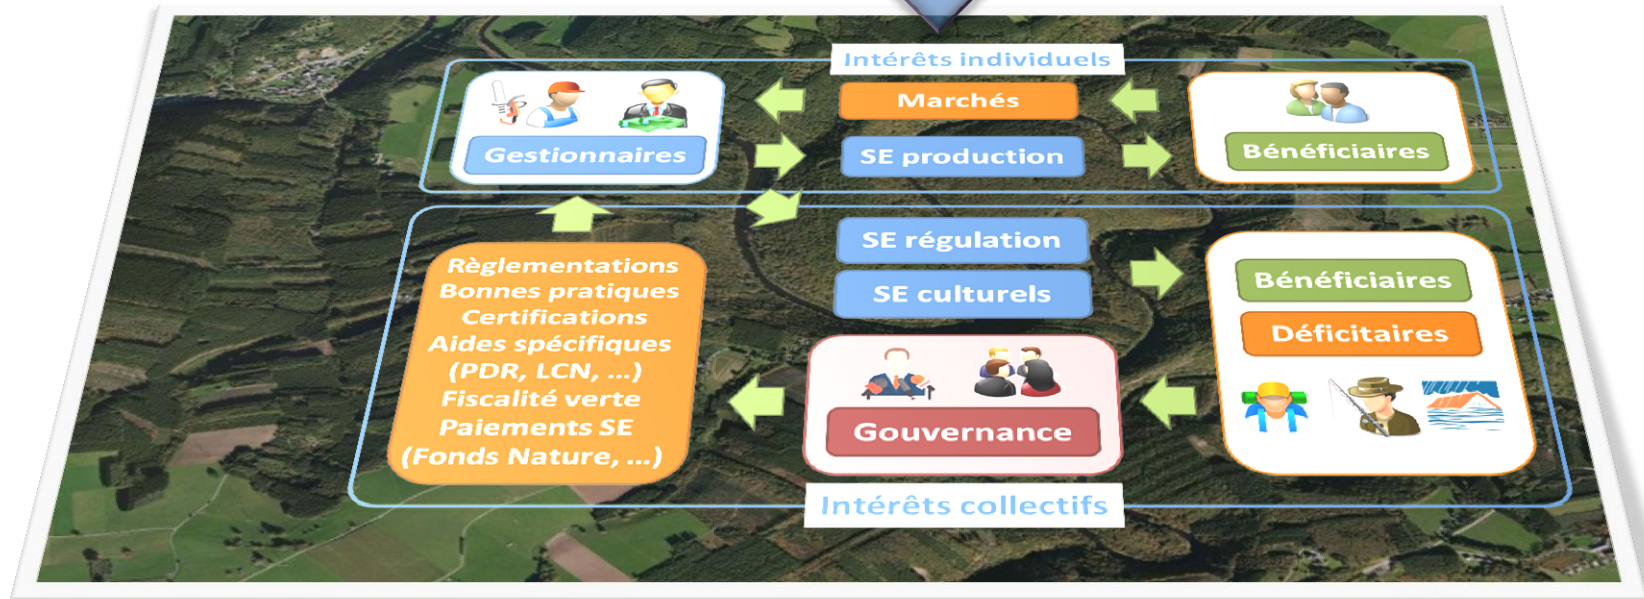 Intérêts individuels
Gestionnaires
Marchés
SE production
Bénéficiaires
Règlementations
Bonnes pratiques
Certifications
Aides spécifiques
(PDR, LCN, ...)
Fiscalité verte
Paiements SE
(Fonds Nature, ...)
SE régulation
SE culturels
Gouvernance
Bénéficiaires
Déficitaires
Intérêts collectifs